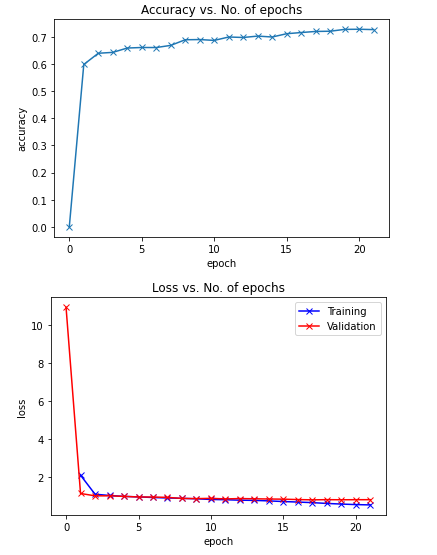 Accuracy vs. No. of epochs
0.7
0.6
0.5
0.4
0.3
0.2
0.1
0.0
accuracy
0 5 10 15 20
epoch
Loss vs. No. of epochs
Training
Validation
10
8
6
4
2
loss
0 5 10 15 20
epoch